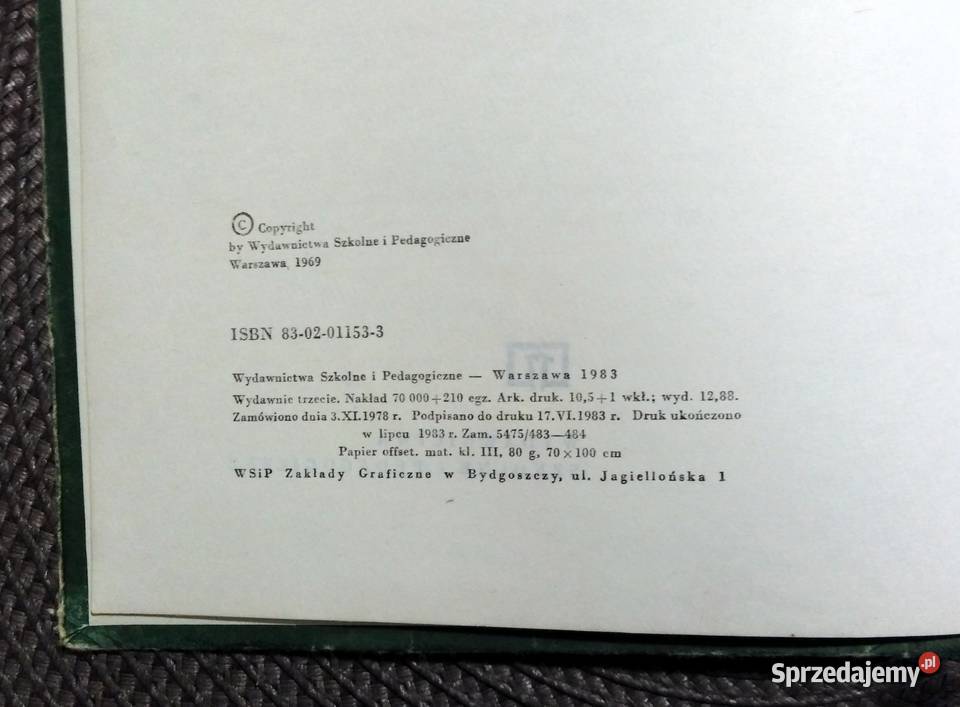 © Copyright
by Wydawnictwa Szkolne i Pedagogiczne
Warszawa, 1969
ISBN 83-02-01153-3
Wydawnictwa Szkolne i Pedagogiczne — Warszawa 1983
Wydawnie trzecie. Nakład 70 000+210 egz. Ark. druk. 10,5+1 wkł.; wyd. 12,88.
Zamówiono dnia 3.XI.1978 r. Podpisano do druku 17.VI.1983 r. Druk ukończono
w lipcu 1983 r. Zam. 5475/483—484
Papier offset. mat. kl. III, 80 g, 70×100 cm
WSiP Zakłady Graficzne w Bydgoszczy, ul. Jagiellońska 1
Sprzedajemy.pl